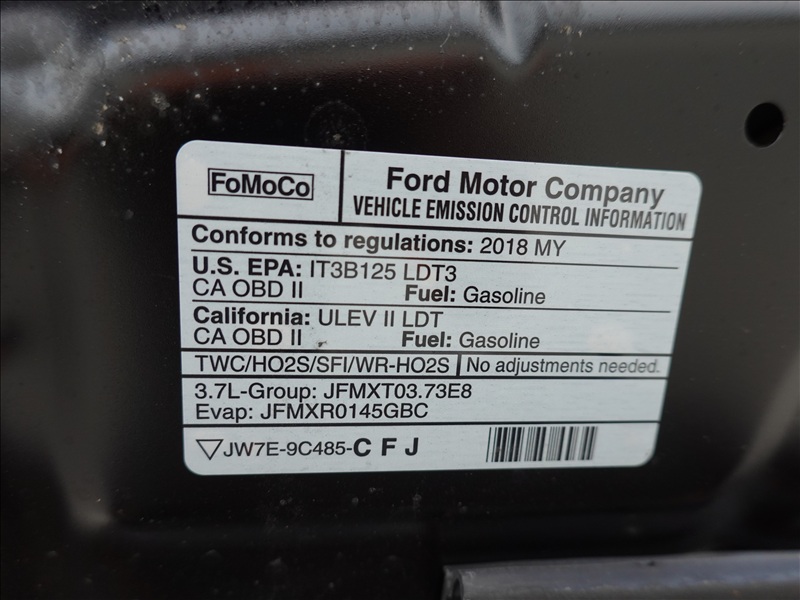 FoMoCo
Ford Motor Company
VEHICLE EMISSION CONTROL INFORMATION
Conforms to regulations: 2018 MY
U.S. EPA: IT3B125 LDT3
CA OBD II Fuel: Gasoline
California: ULEV II LDT
CA OBD II Fuel: Gasoline
TWC/HO2S/SFI/WR-HO2S No adjustments needed.
3.7L-Group: JFMXT03.73E8
Evap: JFMXR0145GBC
JW7E-9C485-C F J